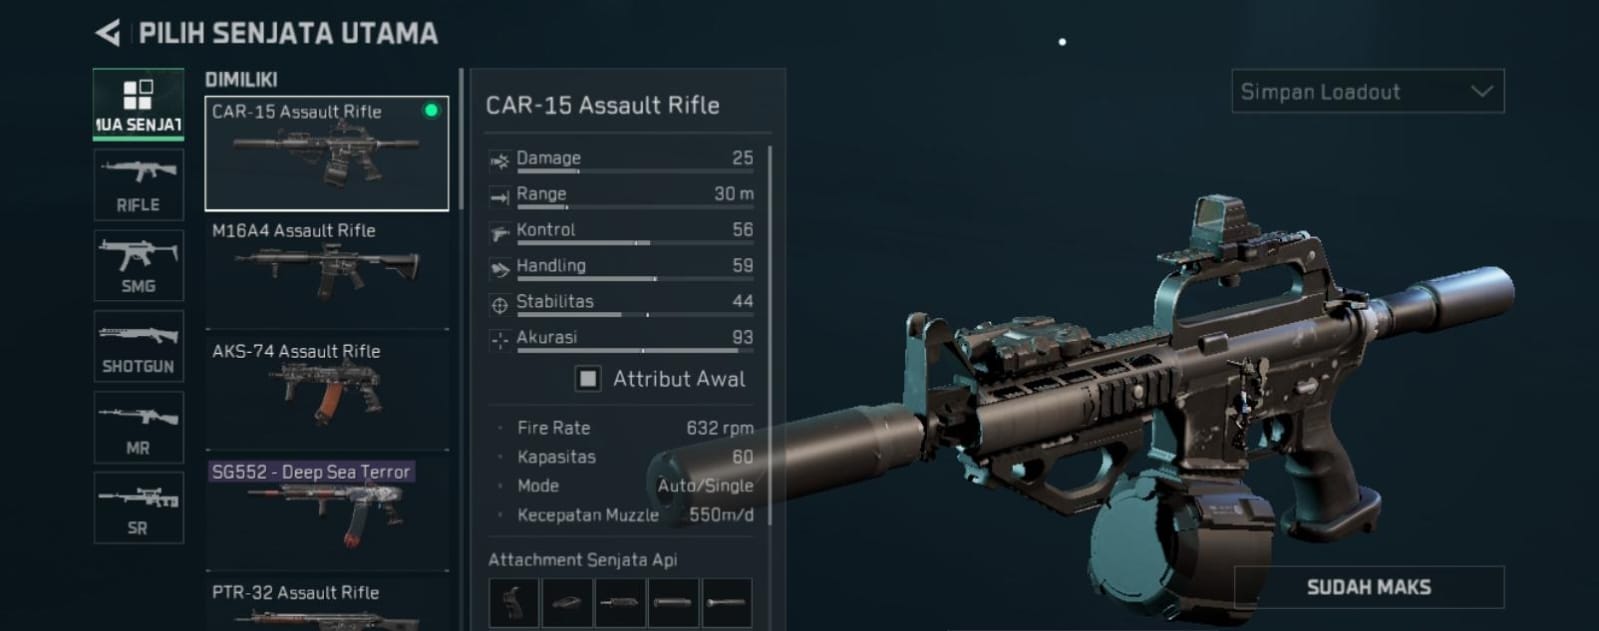 PILIH SENJATA UTAMA
DIMILIKI
CAR-15 Assault Rifle
M16A4 Assault Rifle
AKS-74 Assault Rifle
SG552 - Deep Sea Terror
PTR-32 Assault Rifle
IUA SENJAT
RIFLE
SMG
SHOTGUN
MR
SR
CAR-15 Assault Rifle
Damage 25
Range 30 m
Kontrol 56
Handling 59
Stabilitas 44
Akurasi 93
Attribut Awal
Fire Rate 632 rpm
Kapasitas 60
Mode Auto/Single
Kecepatan Muzzle 550m/d
Attachment Senjata Api
Simpan Loadout
SUDAH MAKS